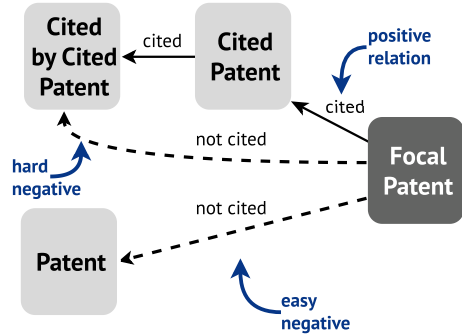 Cited
by Cited
Patent
cited
Cited
Patent
positive
relation
cited
not cited
hard
negative
Focal
Patent
not cited
Patent
easy
negative